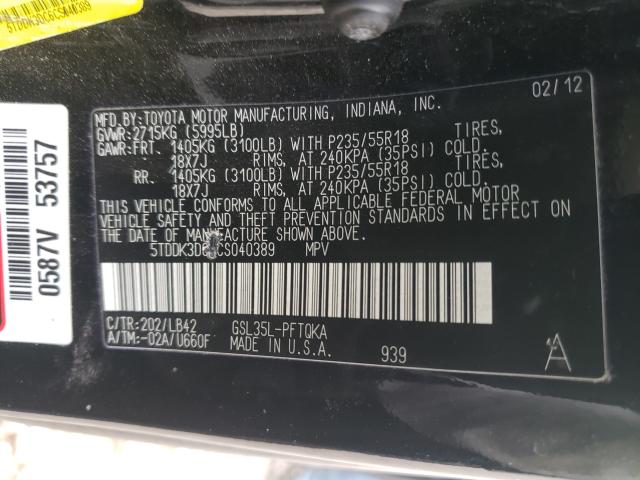 5TDDK3DC6CS040389
0587V 53757
02/12
MFD.BY:TOYOTA MOTOR MANUFACTURING, INDIANA, INC.
GVWR:2715KG (5995LB)
GAWR:FRT. 1405KG (3100LB) WITH P235/55R18 TIRES,
18X7J RIMS, AT 240KPA (35PSI) COLD.
RR. 1405KG (3100LB) WITH P235/55R18 TIRES,
18X7J RIMS, AT 240KPA (35PSI) COLD.
THIS VEHICLE CONFORMS TO ALL APPLICABLE FEDERAL MOTOR
VEHICLE SAFETY AND THEFT PREVENTION STANDARDS IN EFFECT ON
THE DATE OF MANUFACTURE SHOWN ABOVE.
MPV
C/TR:202/LB42 GSL35L-PFTQKA
A/TM:-02A/U660F MADE IN U.S.A. 939
A